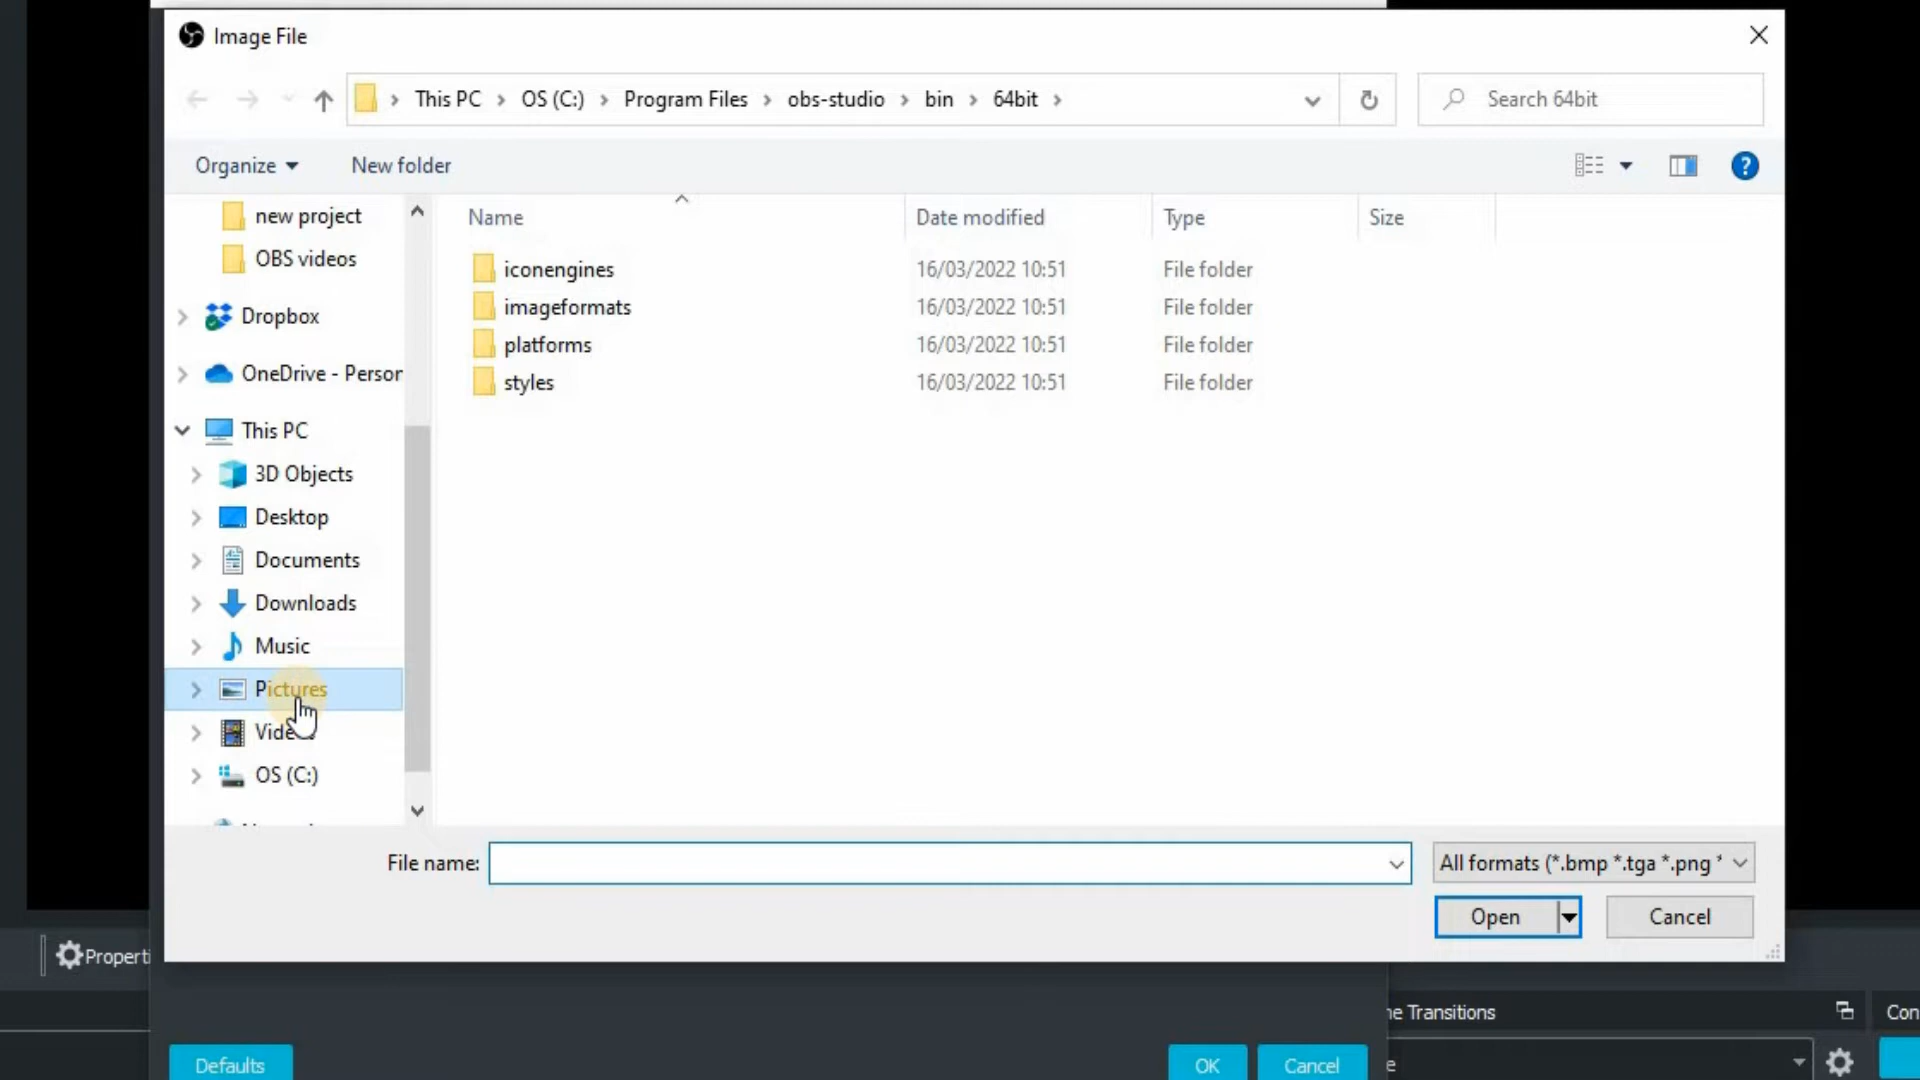 Image File
This PC
OS (C:)
Program Files
obs-studio
bin
64bit
Search 64bit
Organize
New folder
new project
OBS videos
Dropbox
OneDrive - Person
This PC
3D Objects
Desktop
Documents
Downloads
Music
Pictures
OS (C:)
Name
Date modified
Type
Size
iconengines
16/03/2022 10:51
File folder
imageformats
16/03/2022 10:51
File folder
platforms
16/03/2022 10:51
File folder
styles
16/03/2022 10:51
File folder
File name:
All formats (*.bmp *.tga *.png *
Open
Cancel
Properti
ne Transitions
Con
e
Defaults
OK
Cancel